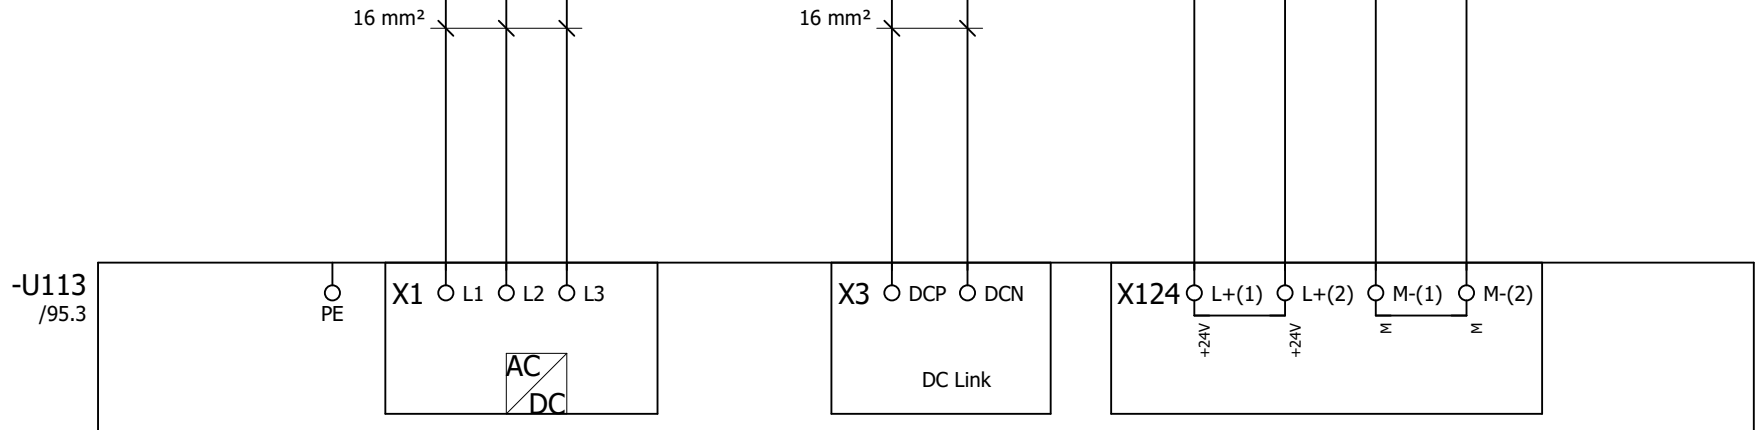 16 mm²
16 mm²
-U113
/95.3
PE
X1 L1 L2 L3
X3 DCP DCN
X124 L+(1) L+(2) M-(1) M-(2)
+24V +24V M M
AC
DC
DC Link